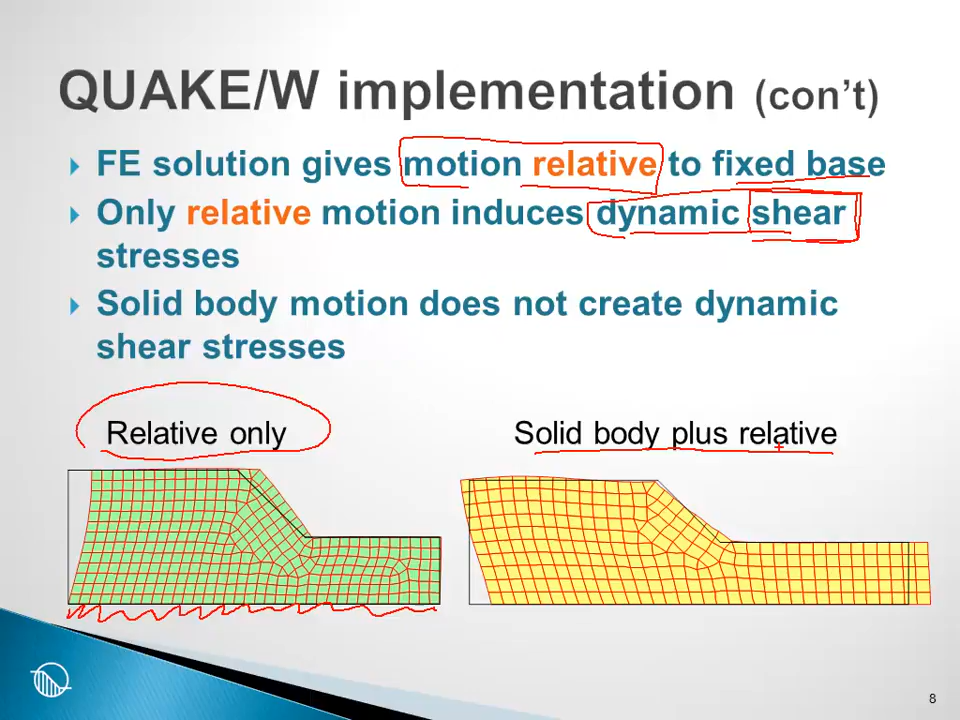 QUAKE/W implementation (con't)
FE solution gives motion relative to fixed base
Only relative motion induces dynamic shear
stresses
Solid body motion does not create dynamic
shear stresses
Relative only
Solid body plus relative
8